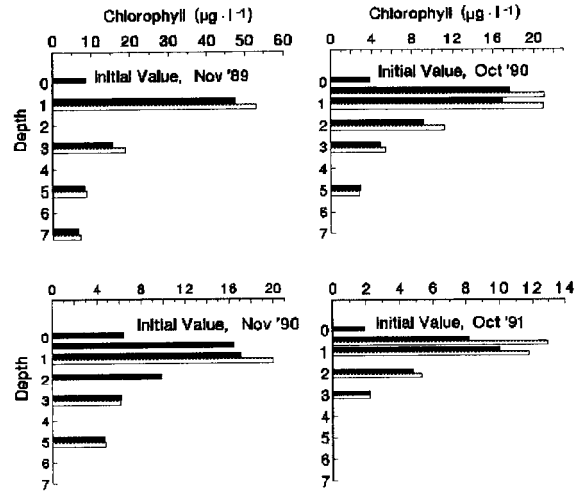 Chlorophyll (µg · l⁻¹)
0 10 20 30 40 50 60
Initial Value, Nov '89
Depth
0
1
2
3
4
5
6
7
Chlorophyll (µg · l⁻¹)
0 4 8 12 16 20
Initial Value, Oct '90
0
1
2
3
4
5
6
7
0 4 8 12 16 20
Initial Value, Nov '90
Depth
0
1
2
3
4
5
6
7
0 2 4 6 8 10 12 14
Initial Value, Oct '91
0
1
2
3
4
5
6
7